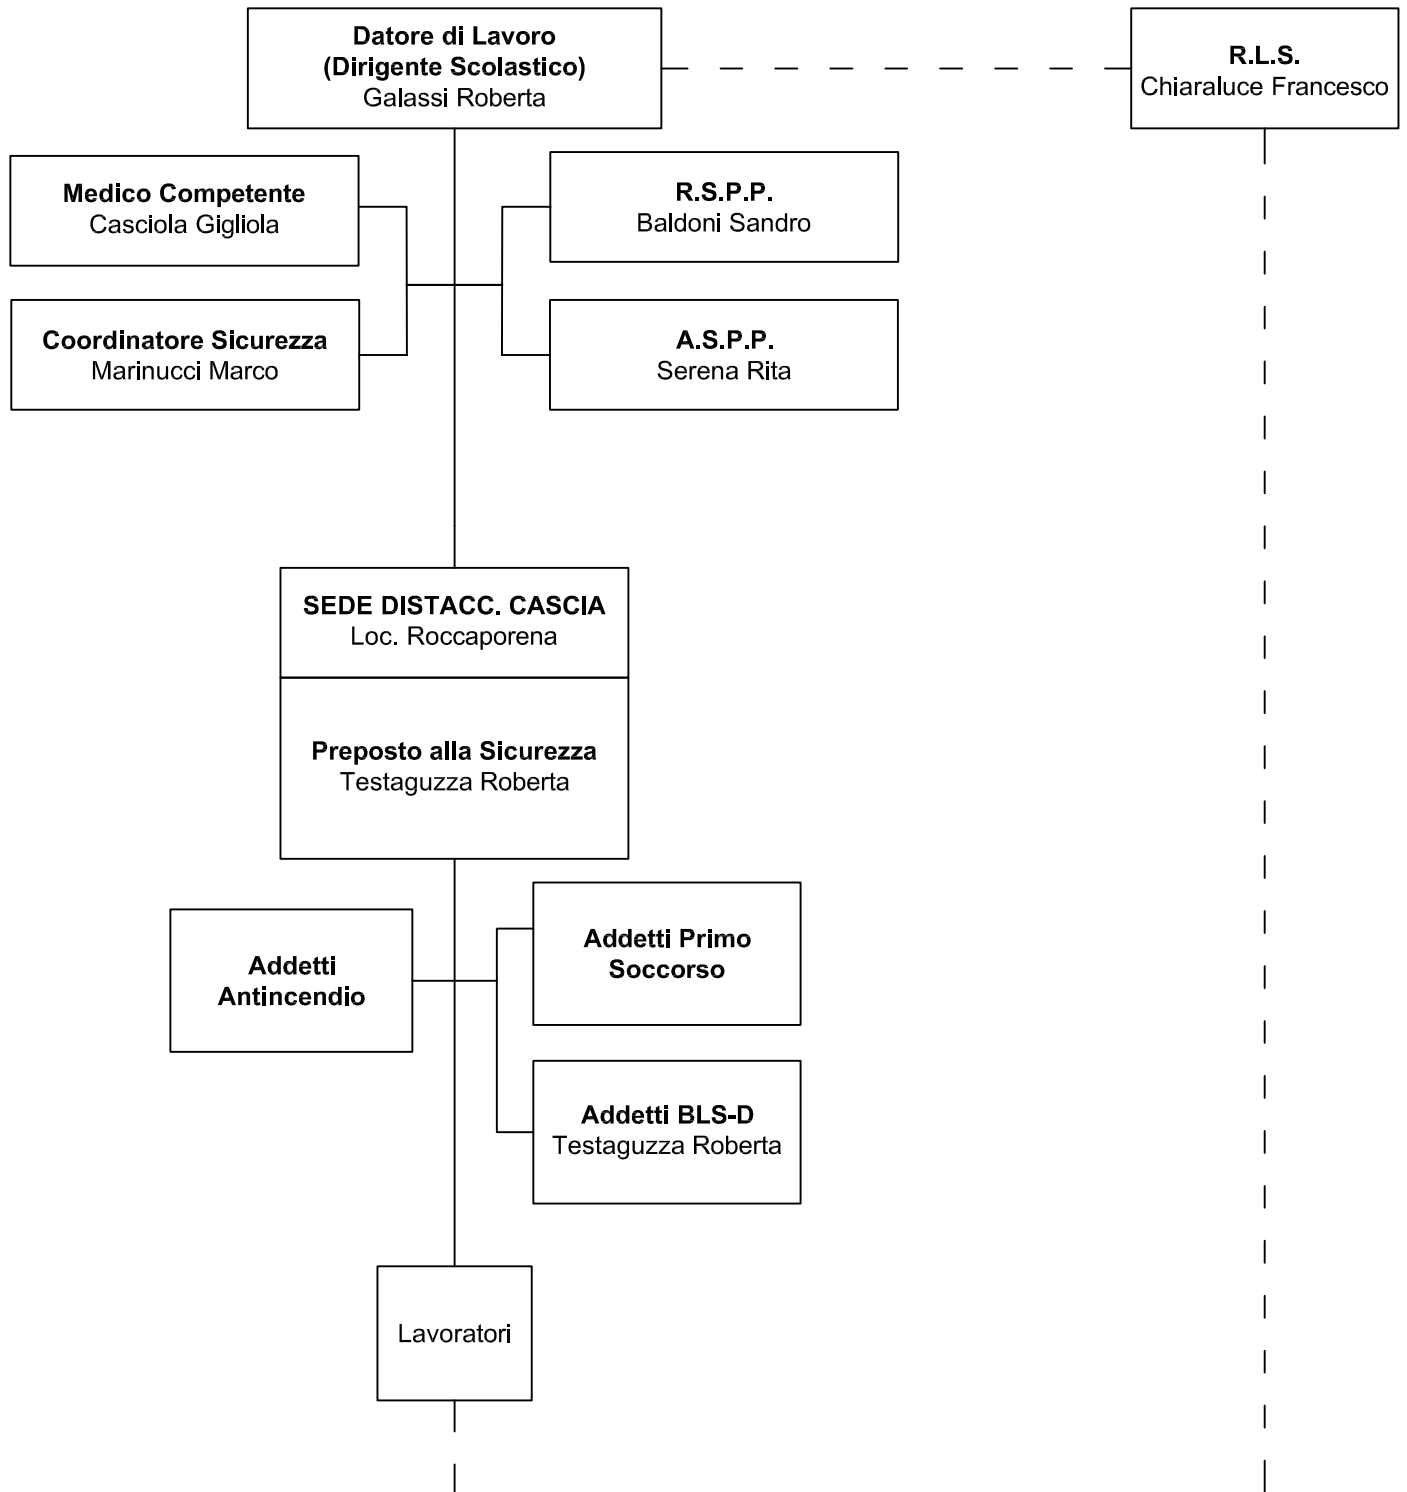 Datore di Lavoro
(Dirigente Scolastico)
Galassi Roberta
R.L.S.
Chiaraluce Francesco
Medico Competente
Casciola Gigliola
R.S.P.P.
Baldoni Sandro
Coordinatore Sicurezza
Marinucci Marco
A.S.P.P.
Serena Rita
SEDE DISTACC. CASCIA
Loc. Roccaporena
Preposto alla Sicurezza
Testaguzza Roberta
Addetti
Antincendio
Addetti Primo
Soccorso
Addetti BLS-D
Testaguzza Roberta
Lavoratori